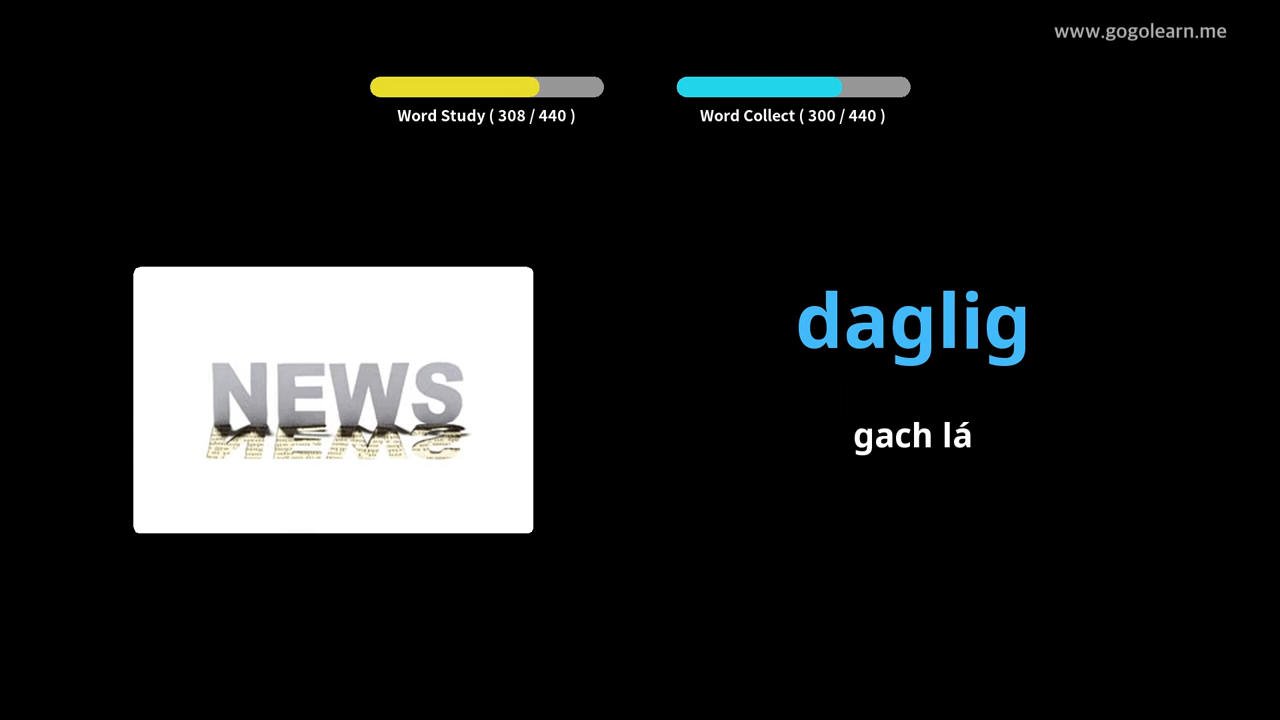 www.gogolearn.me
Word Study ( 308 / 440 )
Word Collect ( 300 / 440 )
NEWS
daglig
gach lá